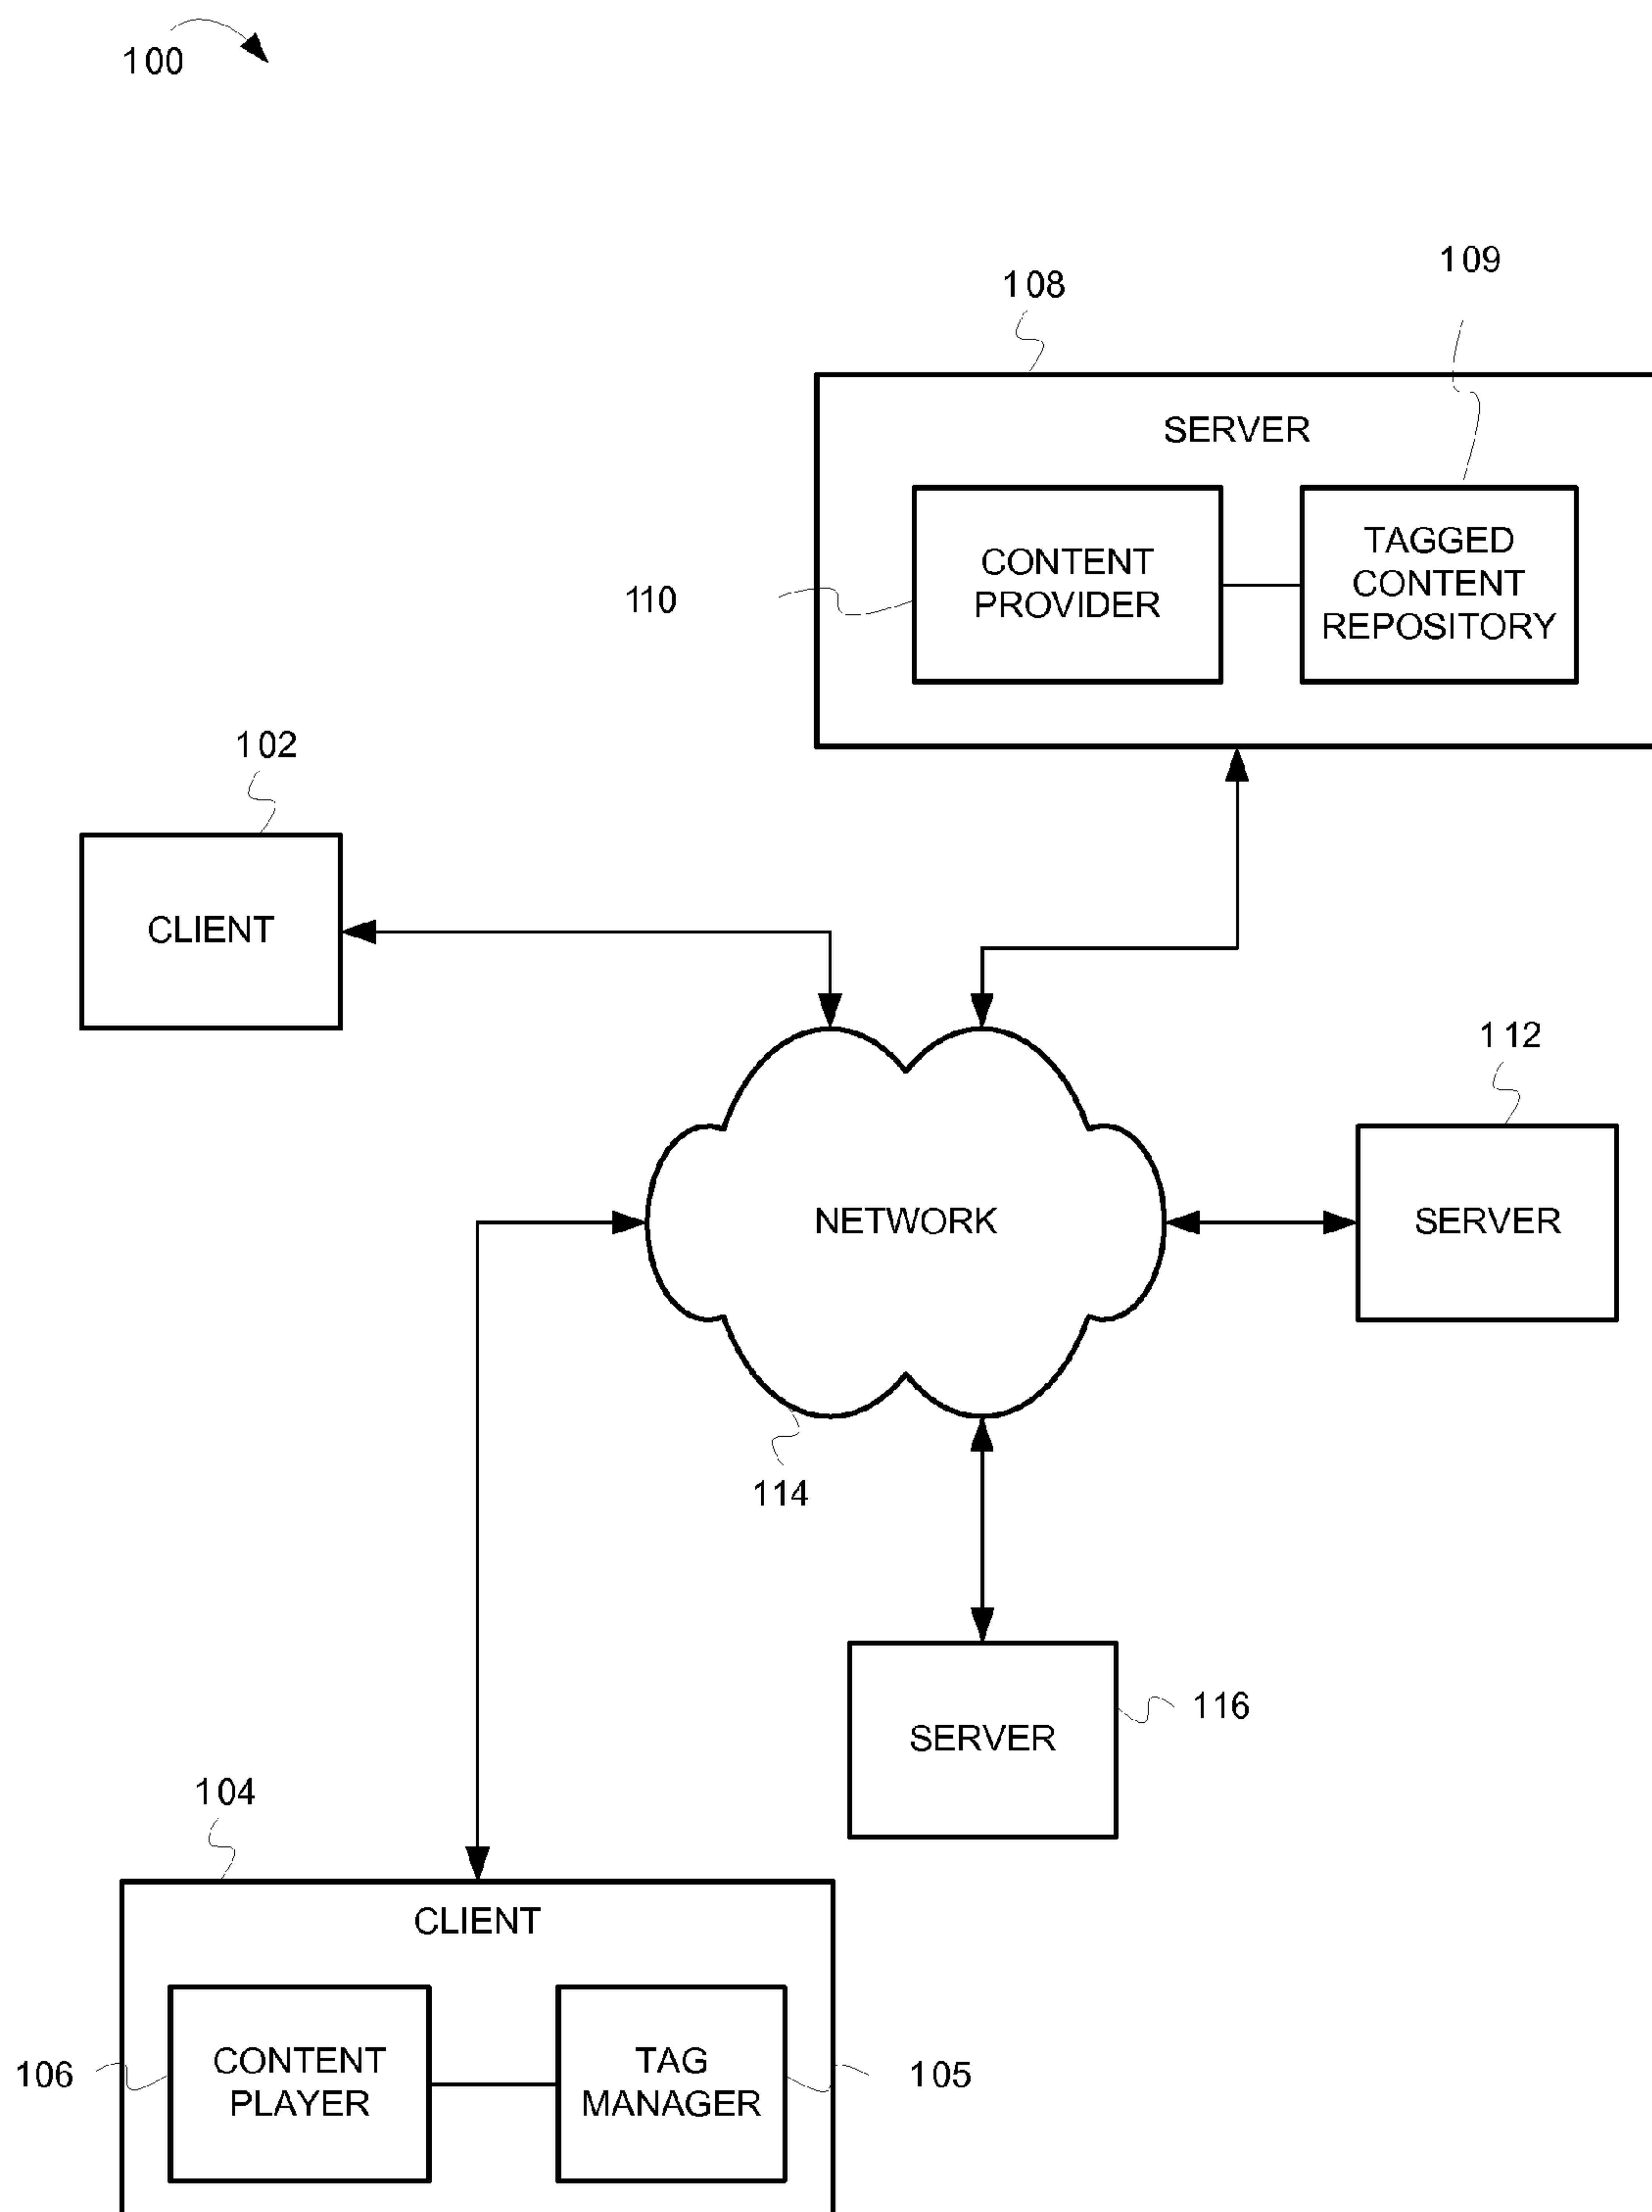 100
109
108
SERVER
CONTENT
PROVIDER
TAGGED
CONTENT
REPOSITORY
110
102
CLIENT
112
NETWORK
SERVER
114
SERVER
116
104
CLIENT
106
CONTENT
PLAYER
TAG
MANAGER
105